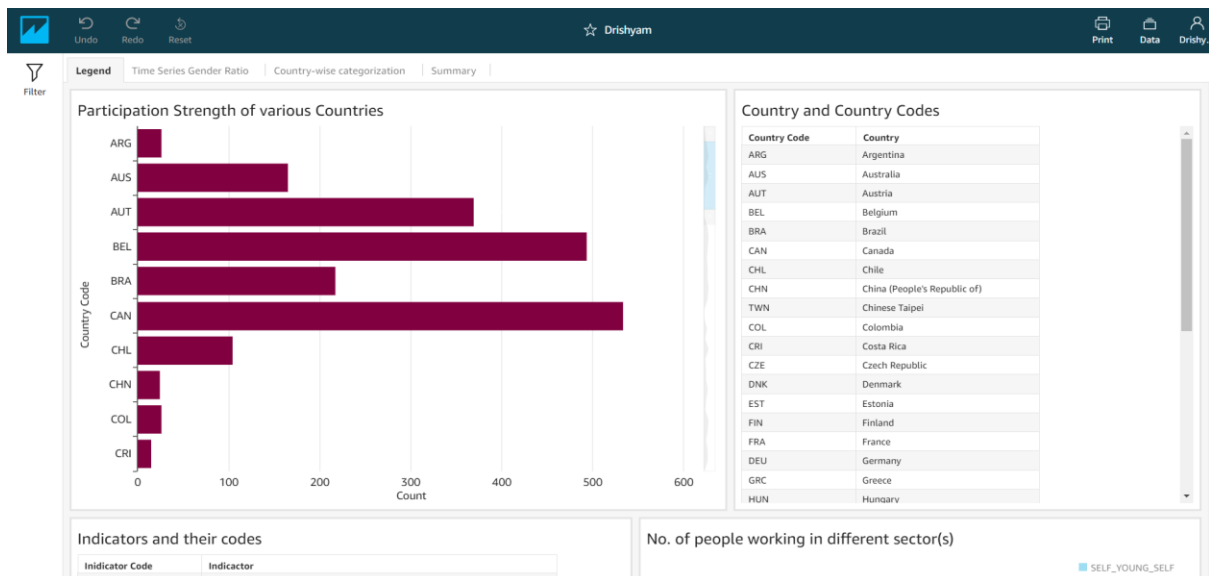 Undo Redo Reset
Drishyam
Print Data Drishy.
Filter
Legend Time Series Gender Ratio Country-wise categorization Summary
Participation Strength of various Countries
Country Code
ARG
AUS
AUT
BEL
BRA
CAN
CHL
CHN
COL
CRI
0 100 200 300 400 500 600
Count
Country and Country Codes
Country Code Country
ARG Argentina
AUS Australia
AUT Austria
BEL Belgium
BRA Brazil
CAN Canada
CHL Chile
CHN China (People's Republic of)
TWN Chinese Taipei
COL Colombia
CRI Costa Rica
CZE Czech Republic
DNK Denmark
EST Estonia
FIN Finland
FRA France
DEU Germany
GRC Greece
HUN Hungary
Indicators and their codes
Inidicator Code Indicactor
No. of people working in different sector(s)
SELF_YOUNG_SELF